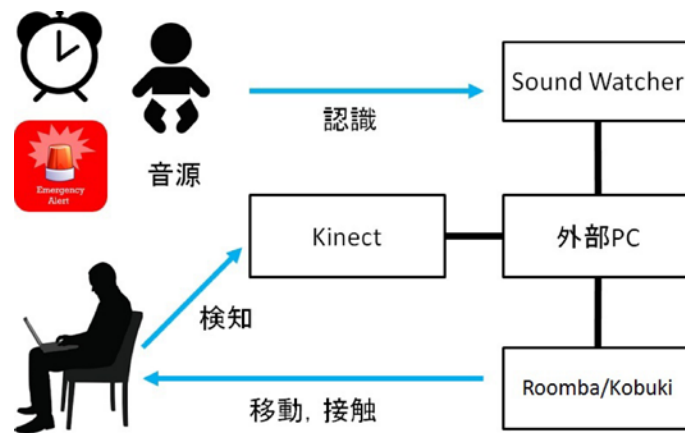 Sound Watcher
認識
音源
Emergency
Alert
Kinect
外部PC
検知
Roomba/Kobuki
移動, 接触